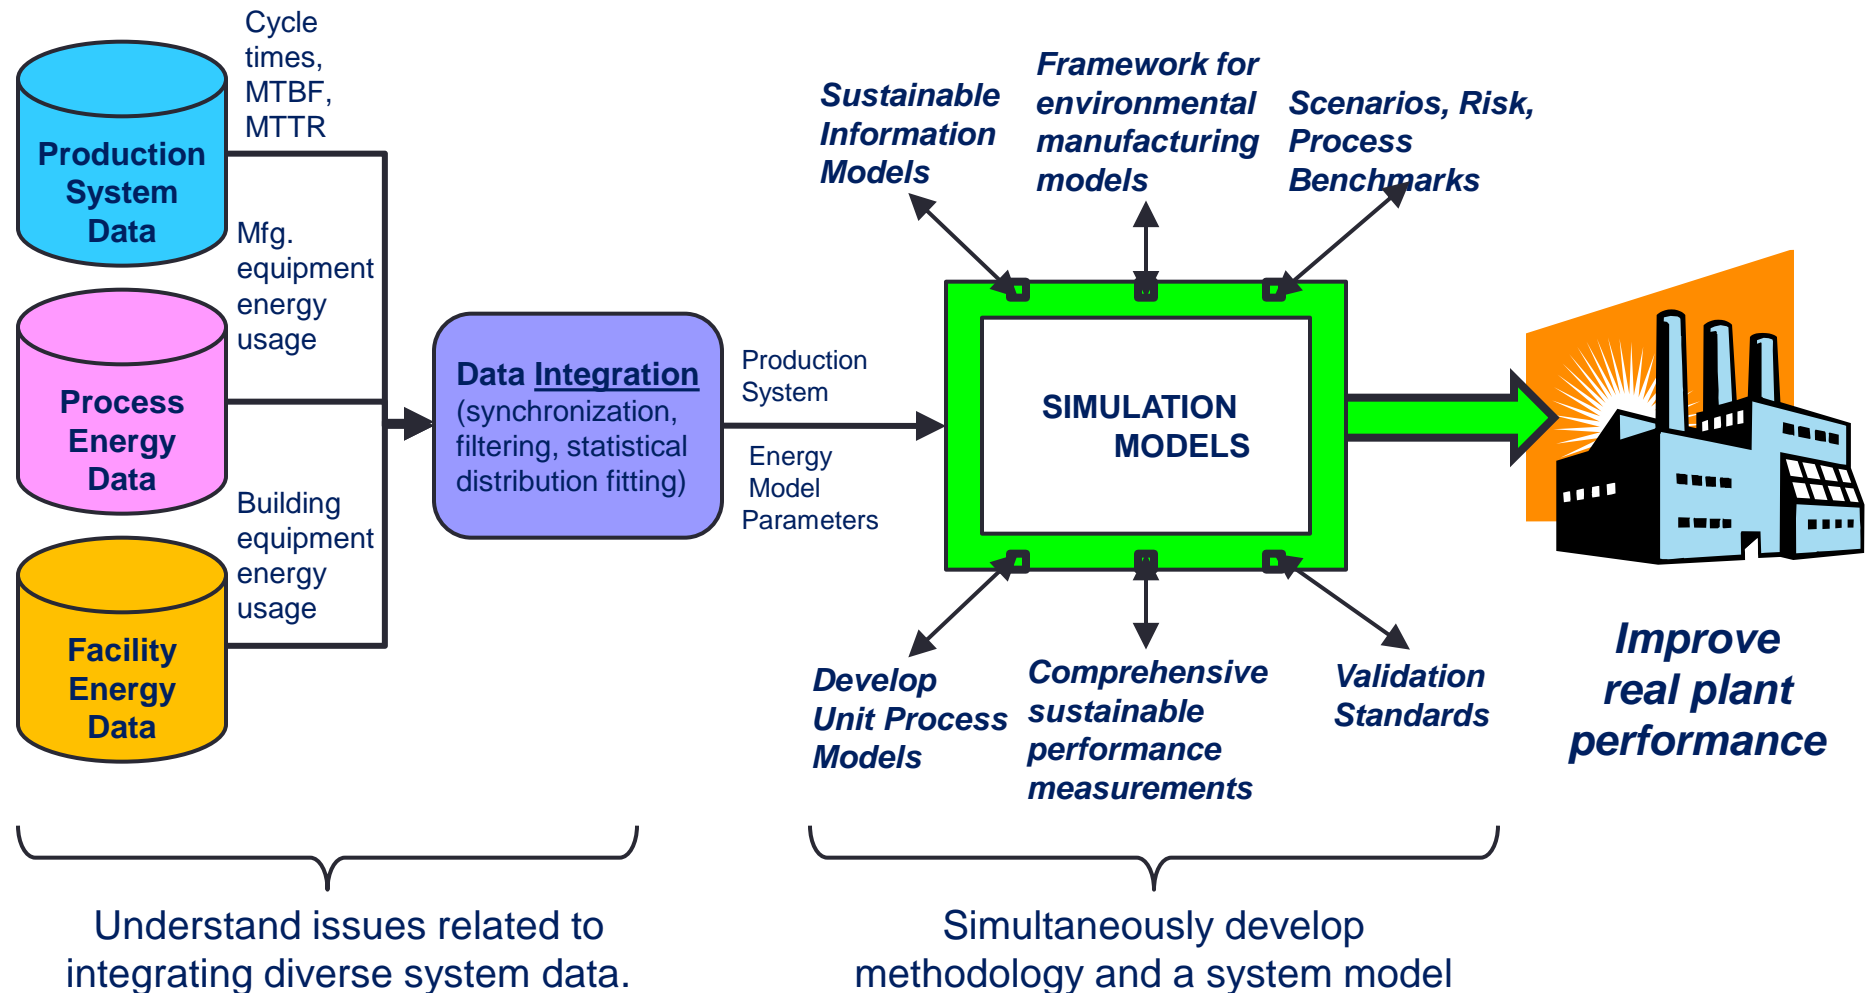 Cycle
times,
MTBF,
MTTR
Production
System
Data
Mfg.
equipment
energy
usage
Process
Energy
Data
Building
equipment
energy
usage
Facility
Energy
Data
Data Integration
(synchronization,
filtering, statistical
distribution fitting)
Production
System
Energy
Model
Parameters
Sustainable
Information
Models
Framework for
environmental
manufacturing
models
Scenarios, Risk,
Process
Benchmarks
SIMULATION
MODELS
Develop
Unit Process
Models
Comprehensive
sustainable
performance
measurements
Validation
Standards
Improve
real plant
performance
Understand issues related to
integrating diverse system data.
Simultaneously develop
methodology and a system model